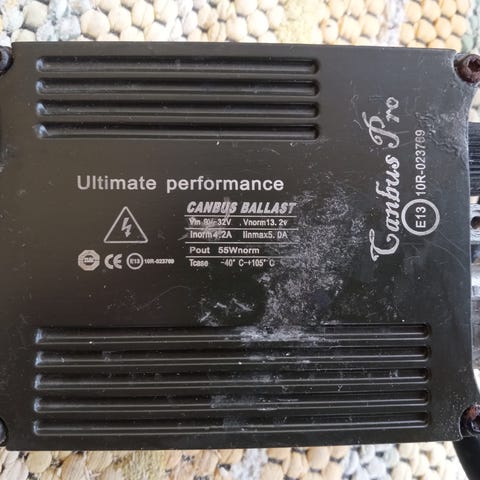 Ultimate performance
CANBUS BALLAST
Vin 9V-32V Vnorm13.2v
Inorm4.2A Iinmax5.0A
Pout 55Wnorm
Tcase -40°C-+105°C
CE E13 10R-023769
Canbus Pro
E13 10R-023769